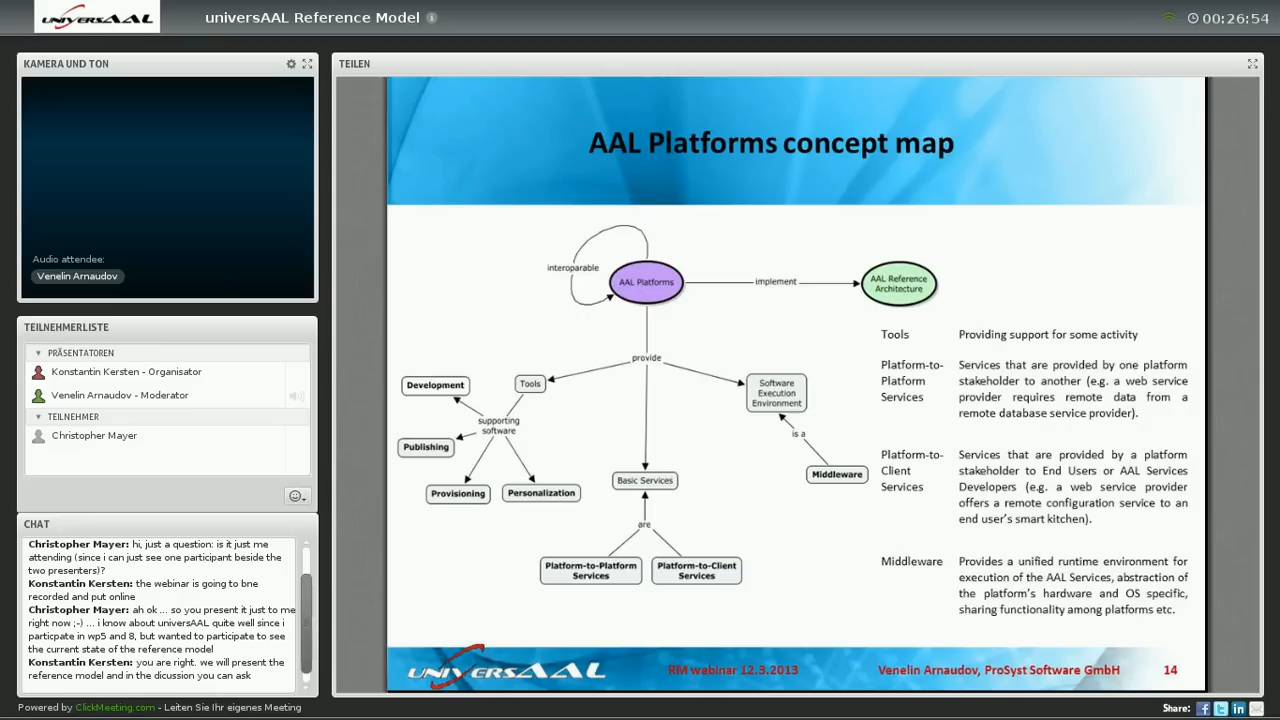 UNIVERSAAL
universAAL Reference Model
00:26:54
KAMERA UND TON
Audio attendee:
Venelin Arnaudov
TEILNEHMERLISTE
PRÄSENTATOREN
Konstantin Kersten - Organisator
Venelin Arnaudov - Moderator
TEILNEHMER
Christopher Mayer
CHAT
Christopher Mayer: hi, just a question: is it just me
attending (since i can just see one participant beside the
two presenters)?
Konstantin Kersten: the webinar is going to bne
recorded and put online
Christopher Mayer: ah ok ... so you present it just to me
right now ;-) ... i know about universAAL quite well since i
particpate in wp5 and 8, but wanted to participate to see
the current state of the reference model
Konstantin Kersten: you are right. we will present the
reference model and in the dicussion you can ask
TEILEN
AAL Platforms concept map
interoparable
AAL Platforms
implement
AAL Reference
Architecture
provide
Development
Tools
Software
Execution
Environment
supporting
software
Publishing
is a
Provisioning
Personalization
Basic Services
Middleware
are
Platform-to-Platform
Services
Platform-to-Client
Services
Tools Providing support for some activity
Platform-to- Services that are provided by one platform
Platform stakeholder to another (e.g. a web service
Services provider requires remote data from a
remote database service provider).
Platform-to- Services that are provided by a platform
Client stakeholder to End Users or AAL Services
Services Developers (e.g. a web service provider
offers a remote configuration service to an
end user's smart kitchen).
Middleware Provides a unified runtime environment for
execution of the AAL Services, abstraction of
the platform's hardware and OS specific,
sharing functionality among platforms etc.
UNIVERSAAL
RM webinar 12.3.2013
Venelin Arnaudov, ProSyst Software GmbH
14
Powered by ClickMeeting.com - Leiten Sie Ihr eigenes Meeting
Share: